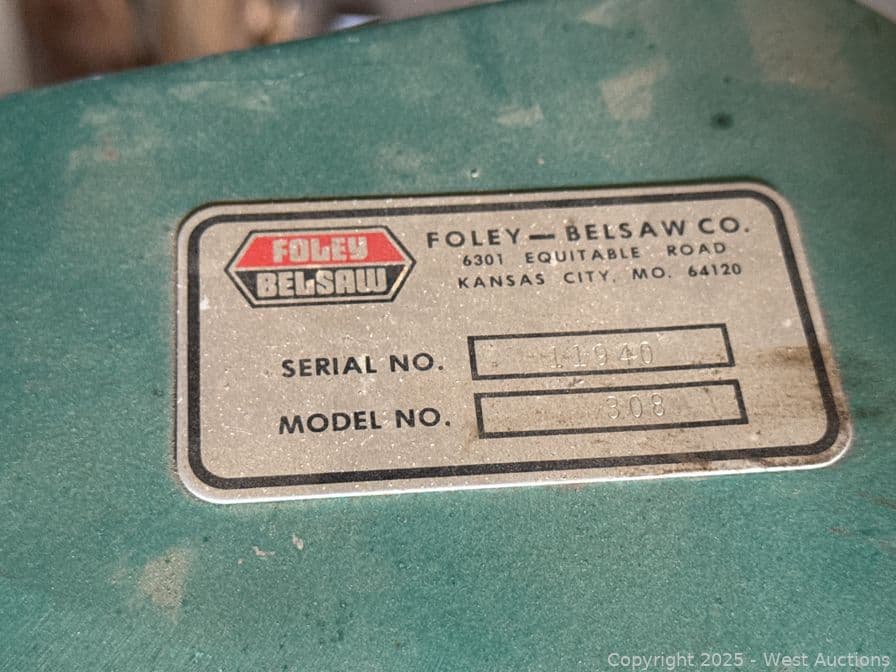 FOLEY
BELSAW
FOLEY — BELSAW CO.
6301 EQUITABLE ROAD
KANSAS CITY, MO. 64120
SERIAL NO. 11940
MODEL NO. 308
Copyright 2025 - West Auctions